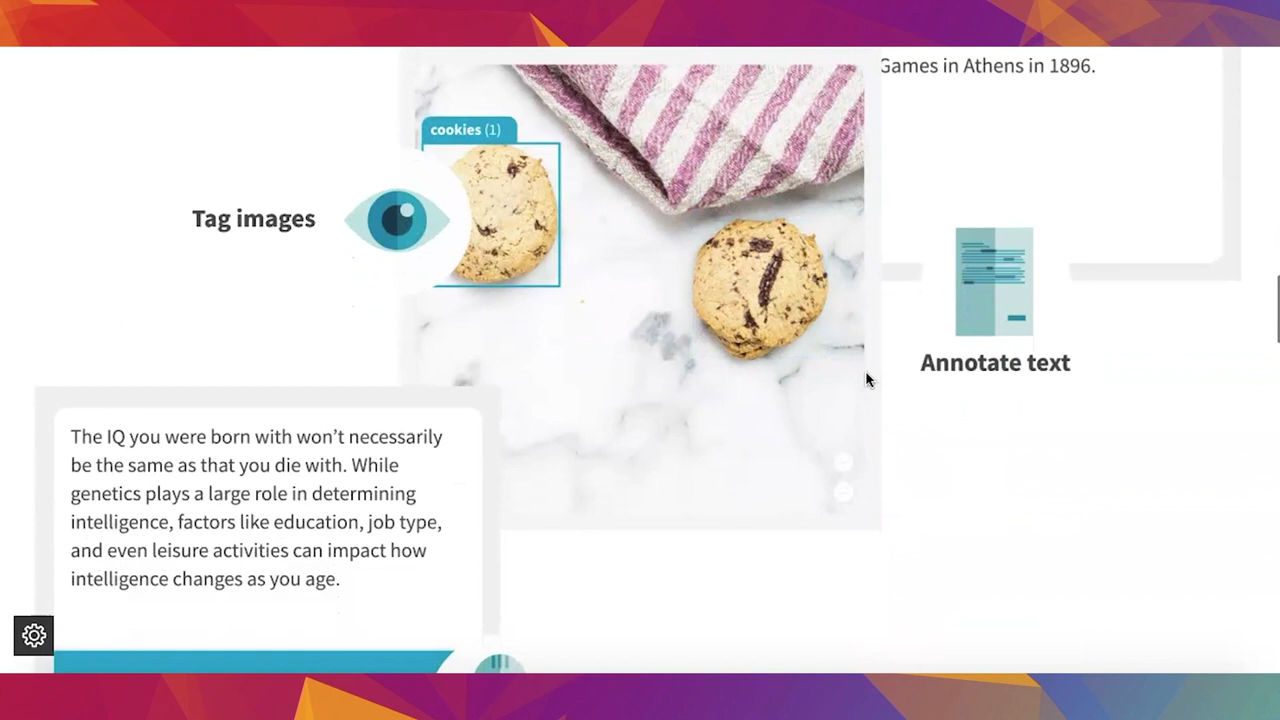 Games in Athens in 1896.
cookies (1)
Tag images
Annotate text
The IQ you were born with won’t necessarily
be the same as that you die with. While
genetics plays a large role in determining
intelligence, factors like education, job type,
and even leisure activities can impact how
intelligence changes as you age.